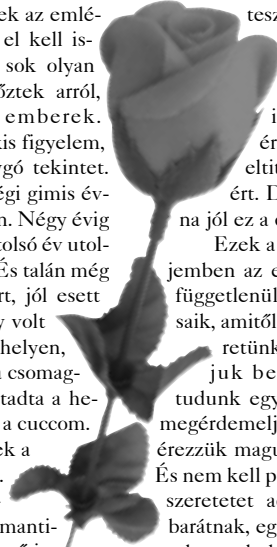 ek az emlé-
el kell is-
sok olyan
őztek arról,
emberek.
kis figyelem,
gó tekintet.
égi gimis év-
n. Négy évig
olsó év utol-
És talán még
rt, jól esett
y volt
helyen,
csomag-
tadta a he-
a cuccom.
ek a
manti-
tesz
i
ér
eltit
ért. D
na jól ez a
Ezek a
jemben az e
függetlenül
saik, amitől
retünk
juk be
tudunk egy
megérdemelj
érezzük magu
És nem kell p
szeretetet a
barátnak, eg